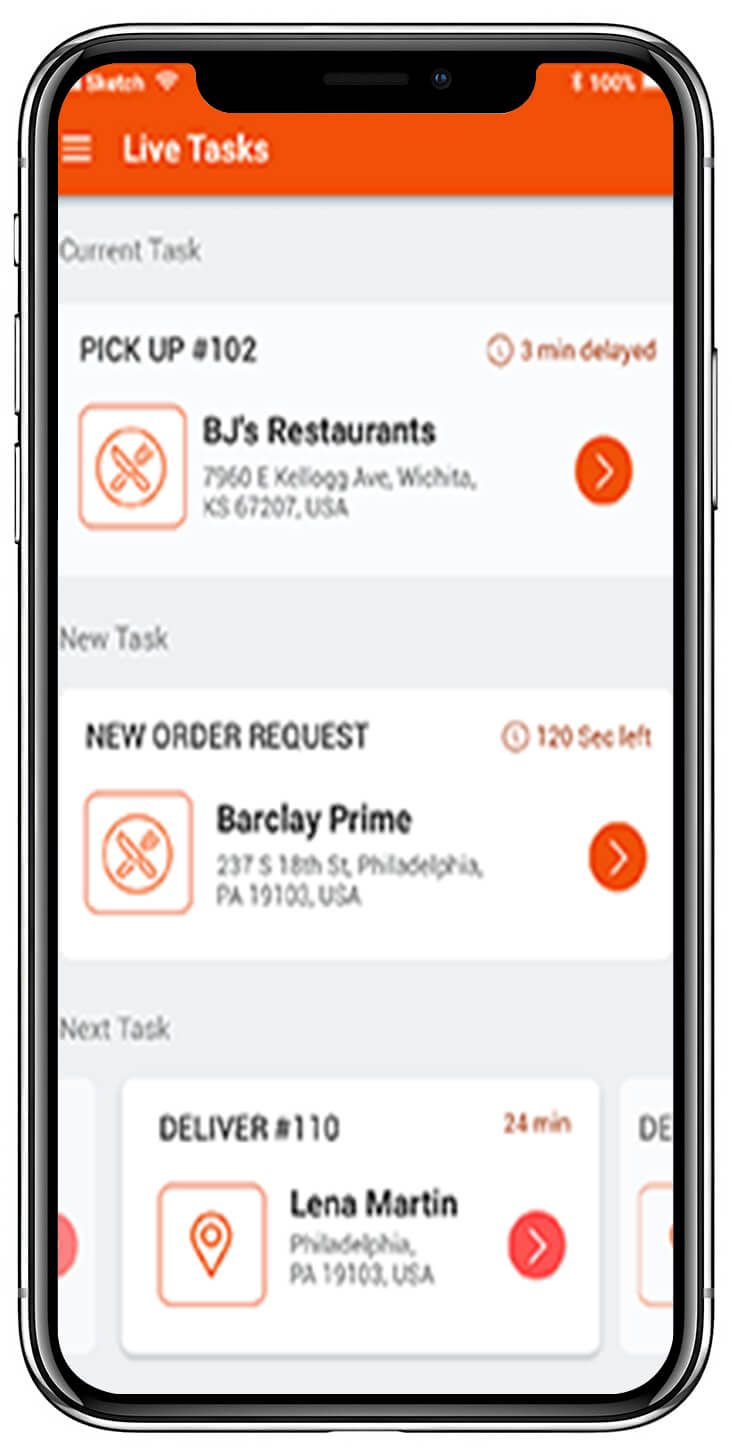 Sketch 100%
Live Tasks
Current Task
PICK UP #102 3 min delayed
BJ's Restaurants
7960 E Kellogg Ave, Wichita,
KS 67207, USA
New Task
NEW ORDER REQUEST 120 Sec left
Barclay Prime
237 S 18th St, Philadelphia,
PA 19103, USA
Next Task
DELIVER #110 24 min DE
Lena Martin
Philadelphia,
PA 19103, USA